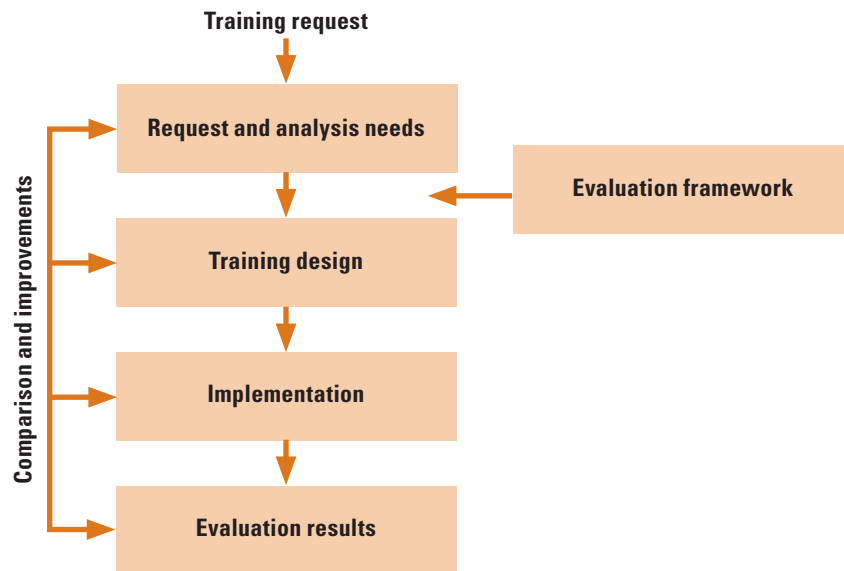 Training request
Request and analysis needs
Evaluation framework
Training design
Implementation
Evaluation results
Comparison and improvements